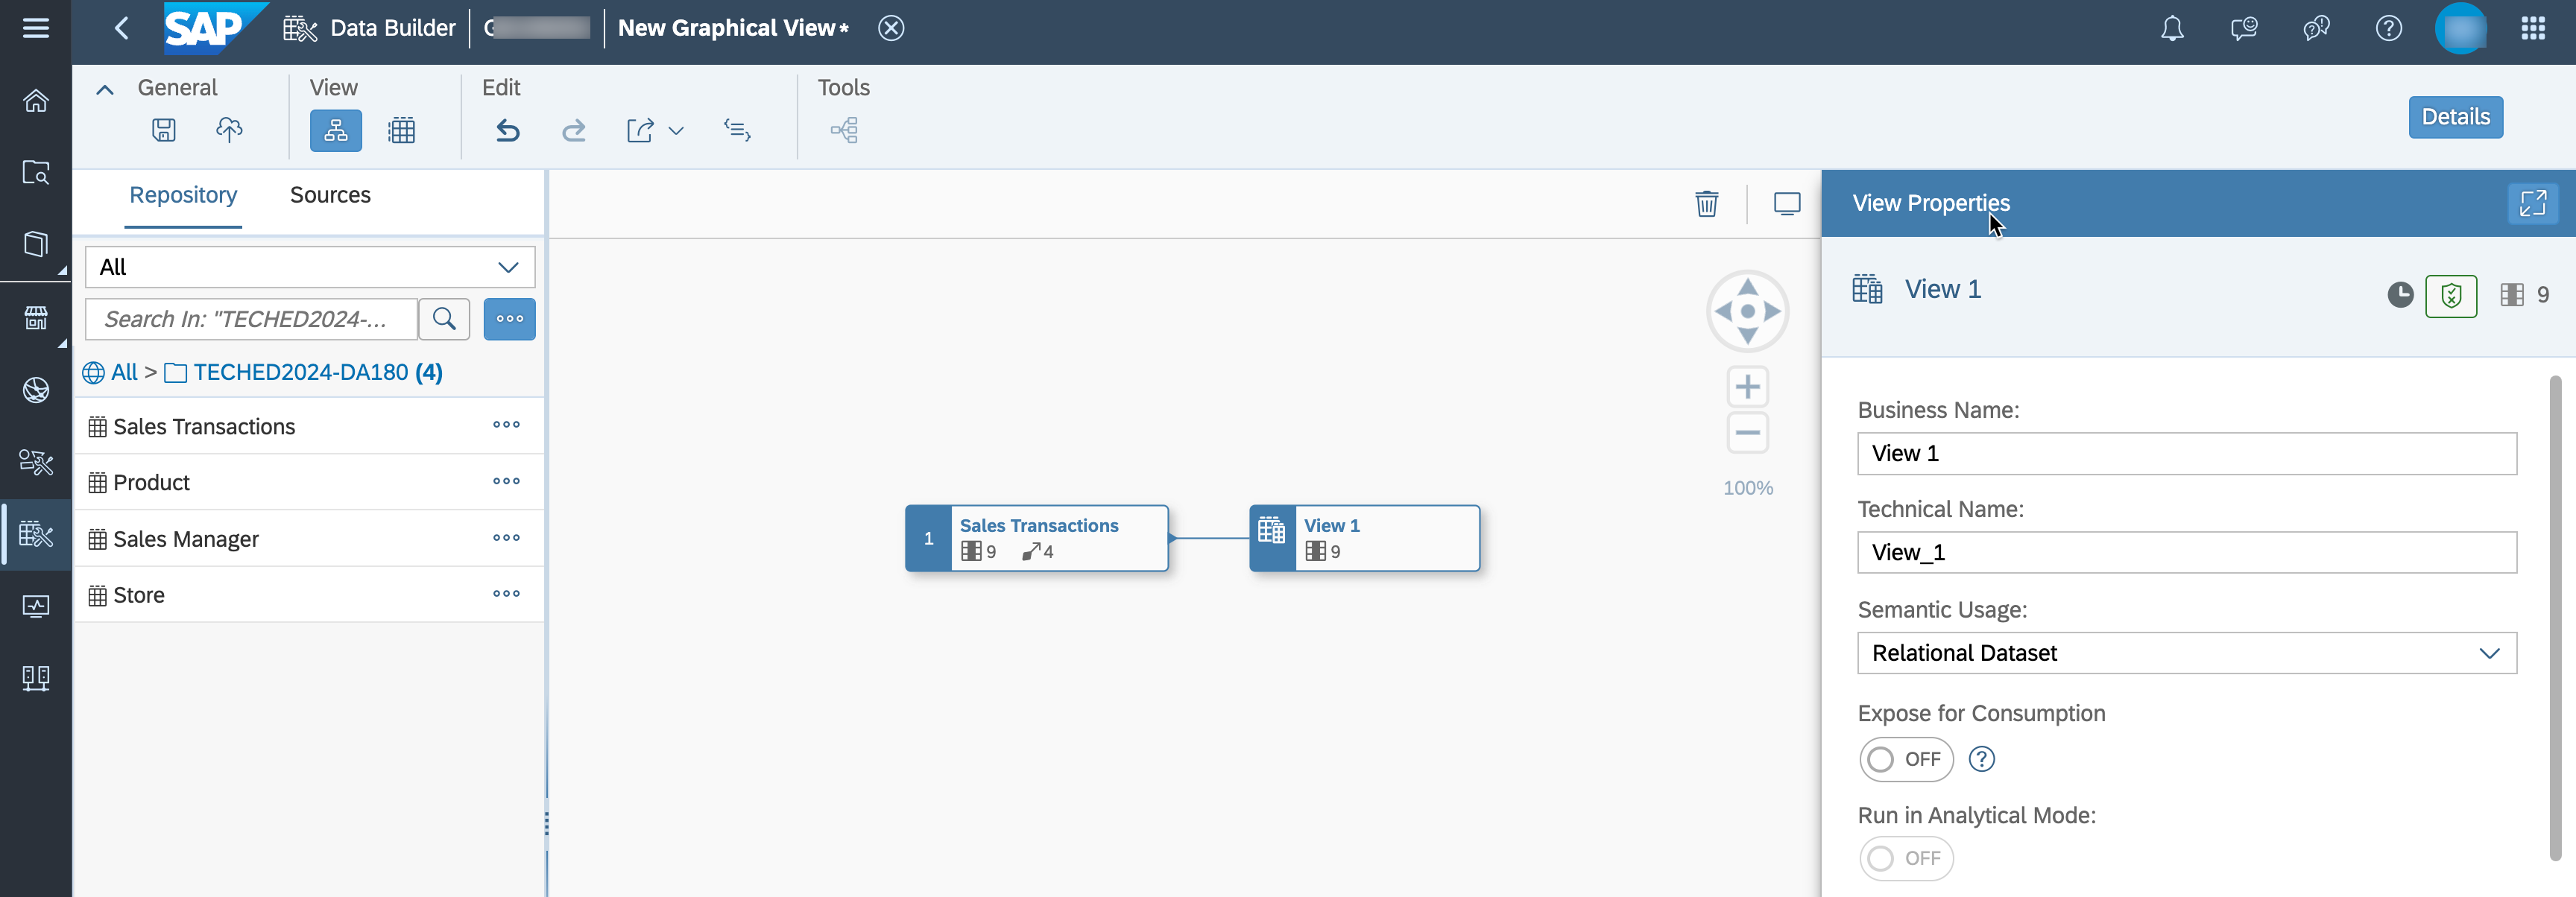 SAP Data Builder New Graphical View*
General View Edit Tools
Details
Repository Sources
All
Search In: "TECHED2024-...
All > TECHED2024-DA180 (4)
Sales Transactions
Product
Sales Manager
Store
100%
1 Sales Transactions
9 4
View 1
9
View Properties
View 1 9
Business Name:
View 1
Technical Name:
View_1
Semantic Usage:
Relational Dataset
Expose for Consumption
OFF ?
Run in Analytical Mode:
OFF